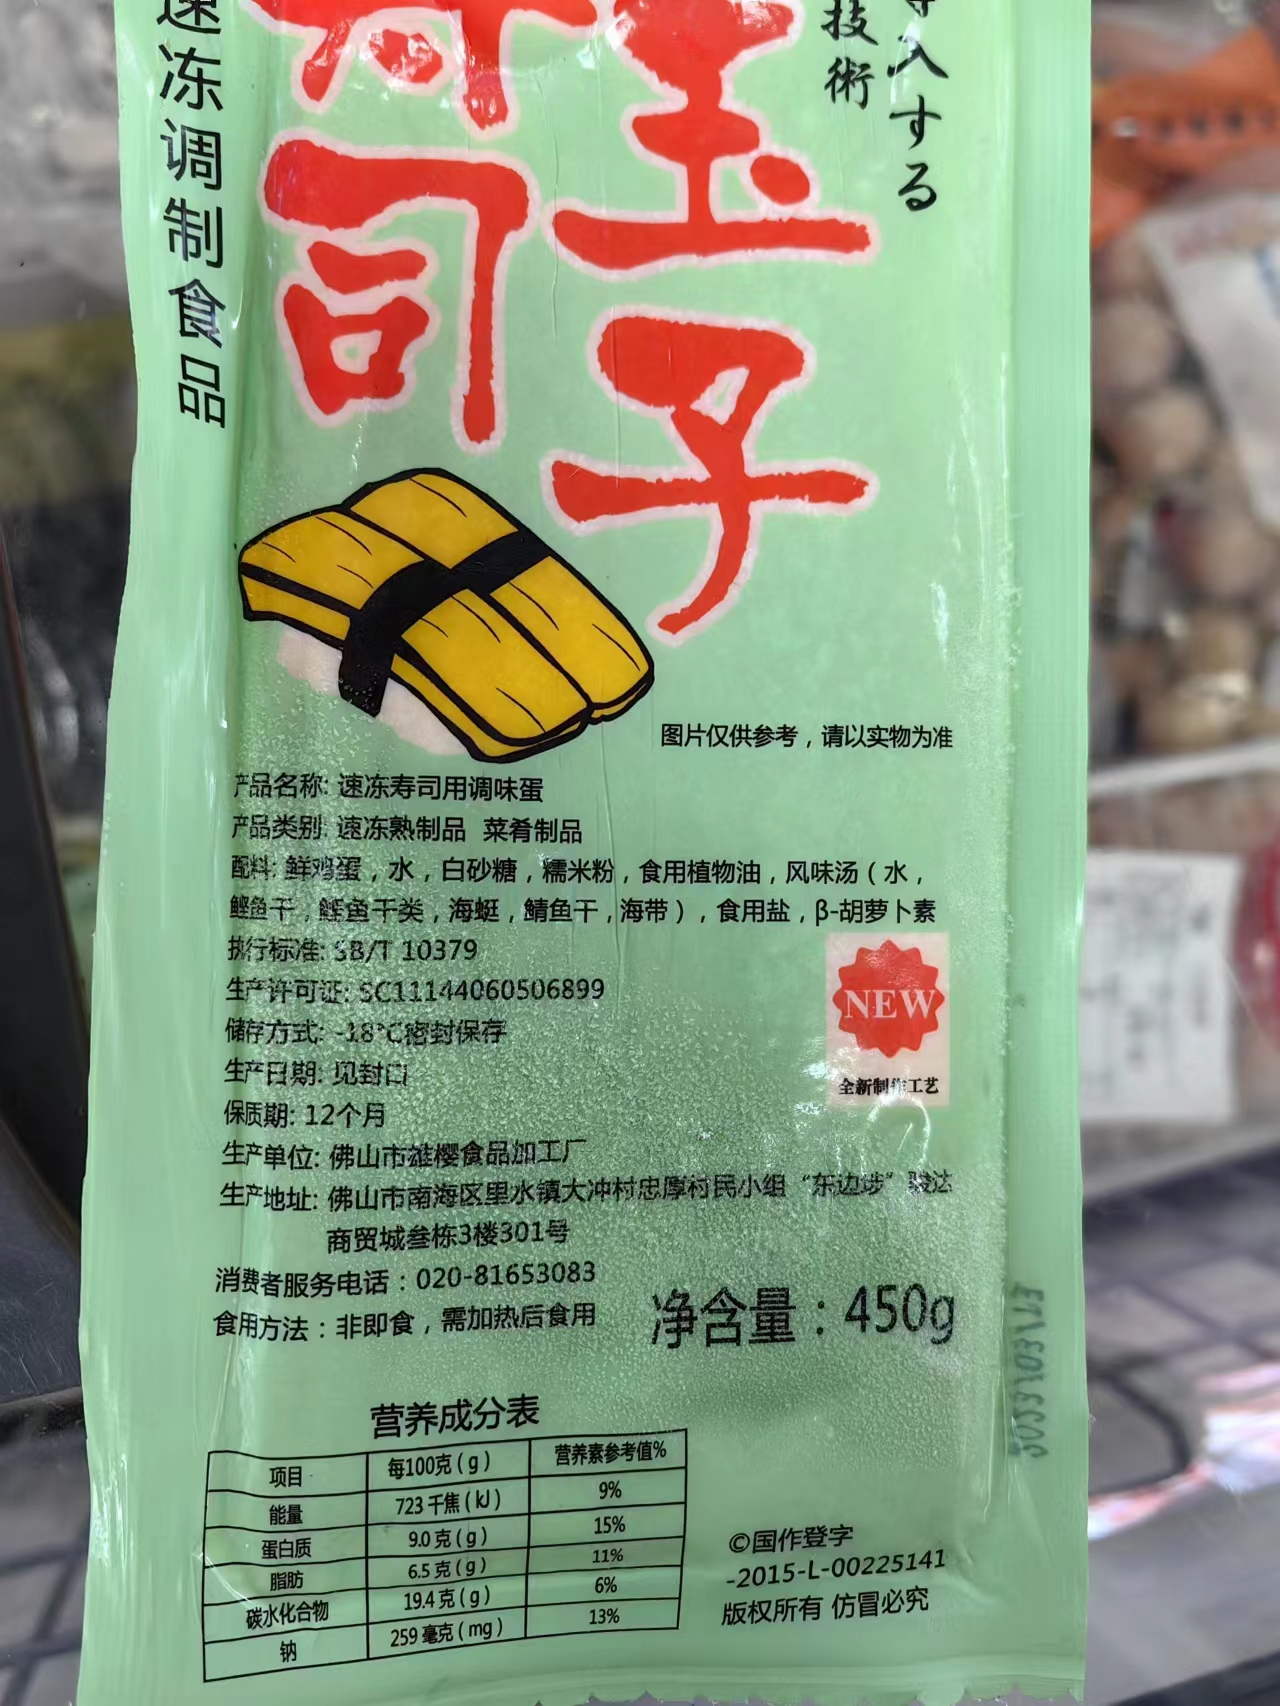 速冻调制食品
寿司
玉子
技術
入する
图片仅供参考，请以实物为准
产品名称: 速冻寿司用调味蛋
产品类别: 速冻熟制品 菜肴制品
配料: 鲜鸡蛋，水，白砂糖，糯米粉，食用植物油，风味汤（水，
鲣鱼干，鲣鱼干类，海蜒，鲭鱼干，海带），食用盐，β-胡萝卜素
执行标准: SB/T 10379
生产许可证: SC11144060506899
储存方式: -18°C密封保存
生产日期: 见封口
保质期: 12个月
生产单位: 佛山市雄樱食品加工厂
生产地址: 佛山市南海区里水镇大冲村忠厚村民小组“东边埗”骏达
商贸城叁栋3楼301号
消费者服务电话：020-81653083
食用方法：非即食，需加热后食用
NEW
全新制作工艺
净含量：450g
营养成分表
项目 每100克（g） 营养素参考值%
能量 723 千焦（kJ） 9%
蛋白质 9.0 克（g） 15%
脂肪 6.5 克（g） 11%
碳水化合物 19.4 克（g） 6%
钠 259 毫克（mg） 13%
©国作登字
-2015-L-00225141
版权所有 仿冒必究